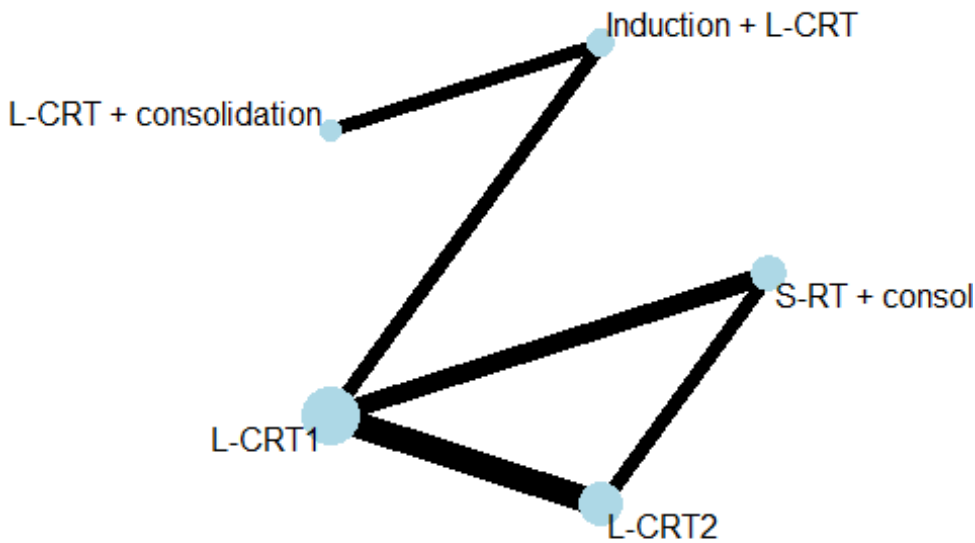 Induction + L-CRT
L-CRT + consolidation
S-RT + consol
L-CRT1
L-CRT2